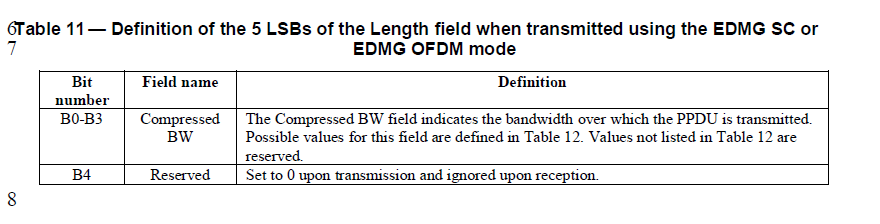 6 Table 11 — Definition of the 5 LSBs of the Length field when transmitted using the EDMG SC or
7 EDMG OFDM mode
Bit number Field name Definition
B0-B3 Compressed BW The Compressed BW field indicates the bandwidth over which the PPDU is transmitted.
Possible values for this field are defined in Table 12. Values not listed in Table 12 are
reserved.
B4 Reserved Set to 0 upon transmission and ignored upon reception.
8